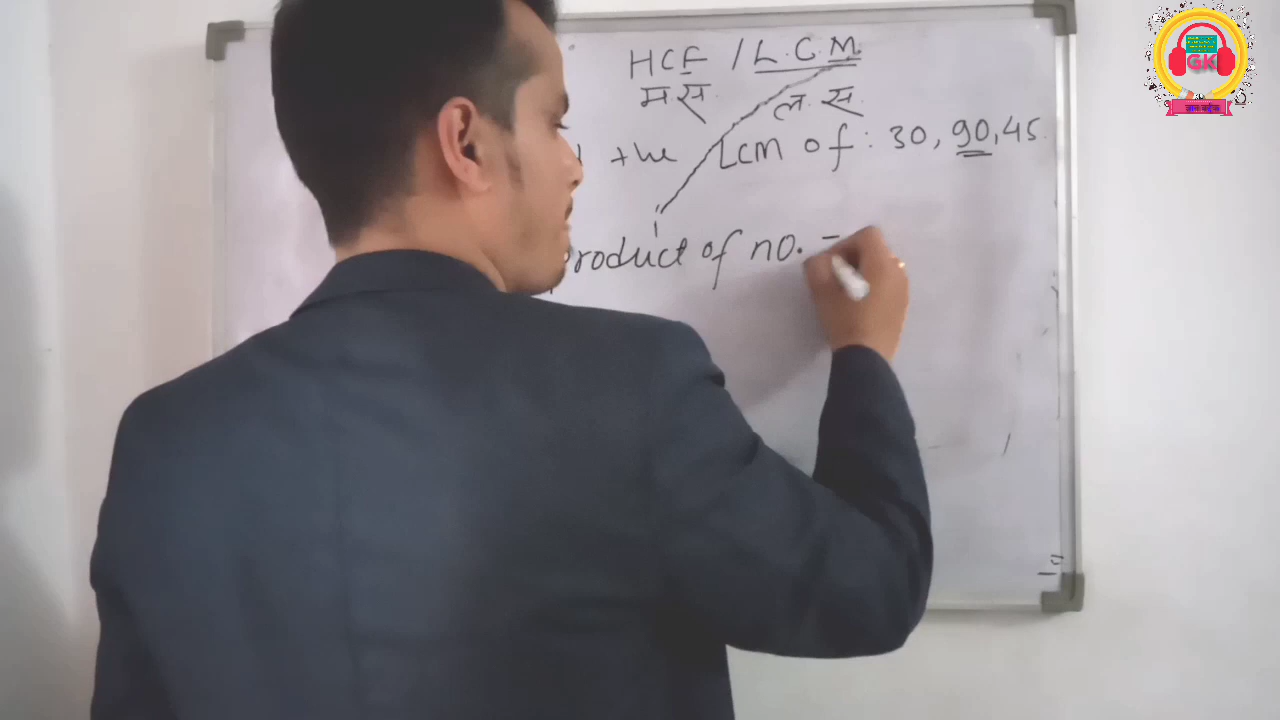 HCF / L.C.M.
म स. ल. स.
the LCM of : 30, 90, 45
product of no. =
GK